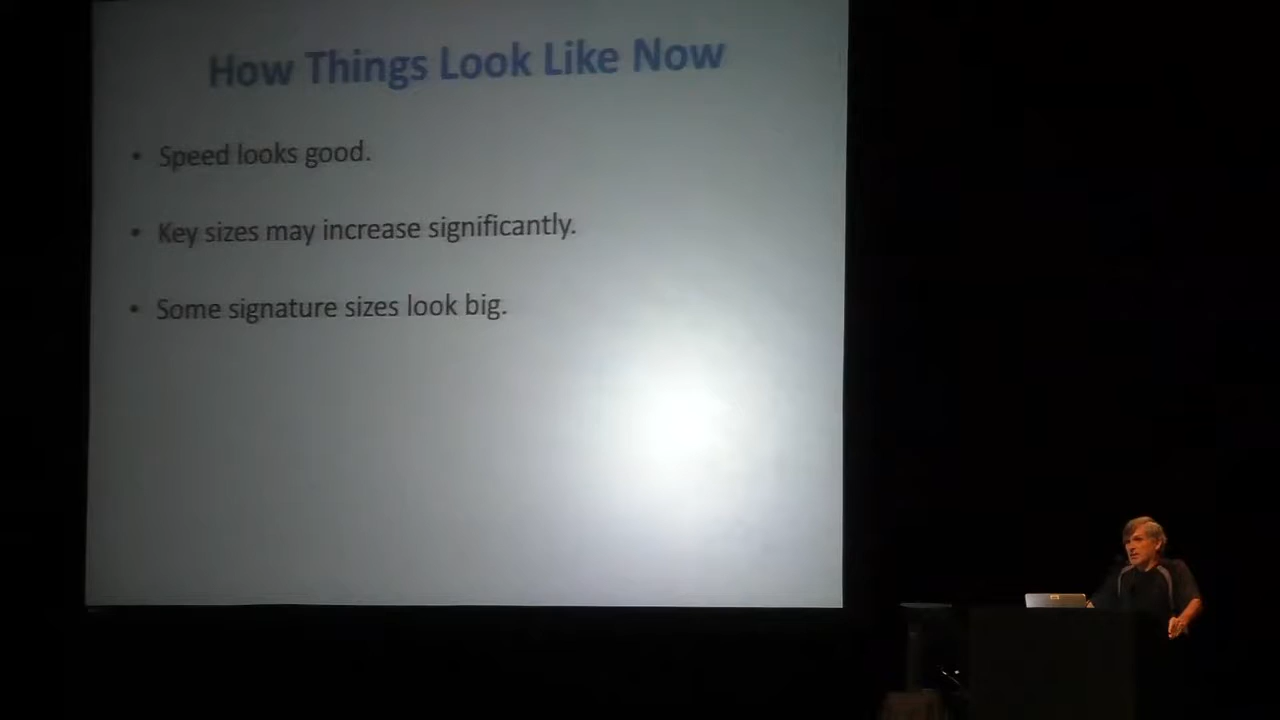 How Things Look Like Now
• Speed looks good.
• Key sizes may increase significantly.
• Some signature sizes look big.